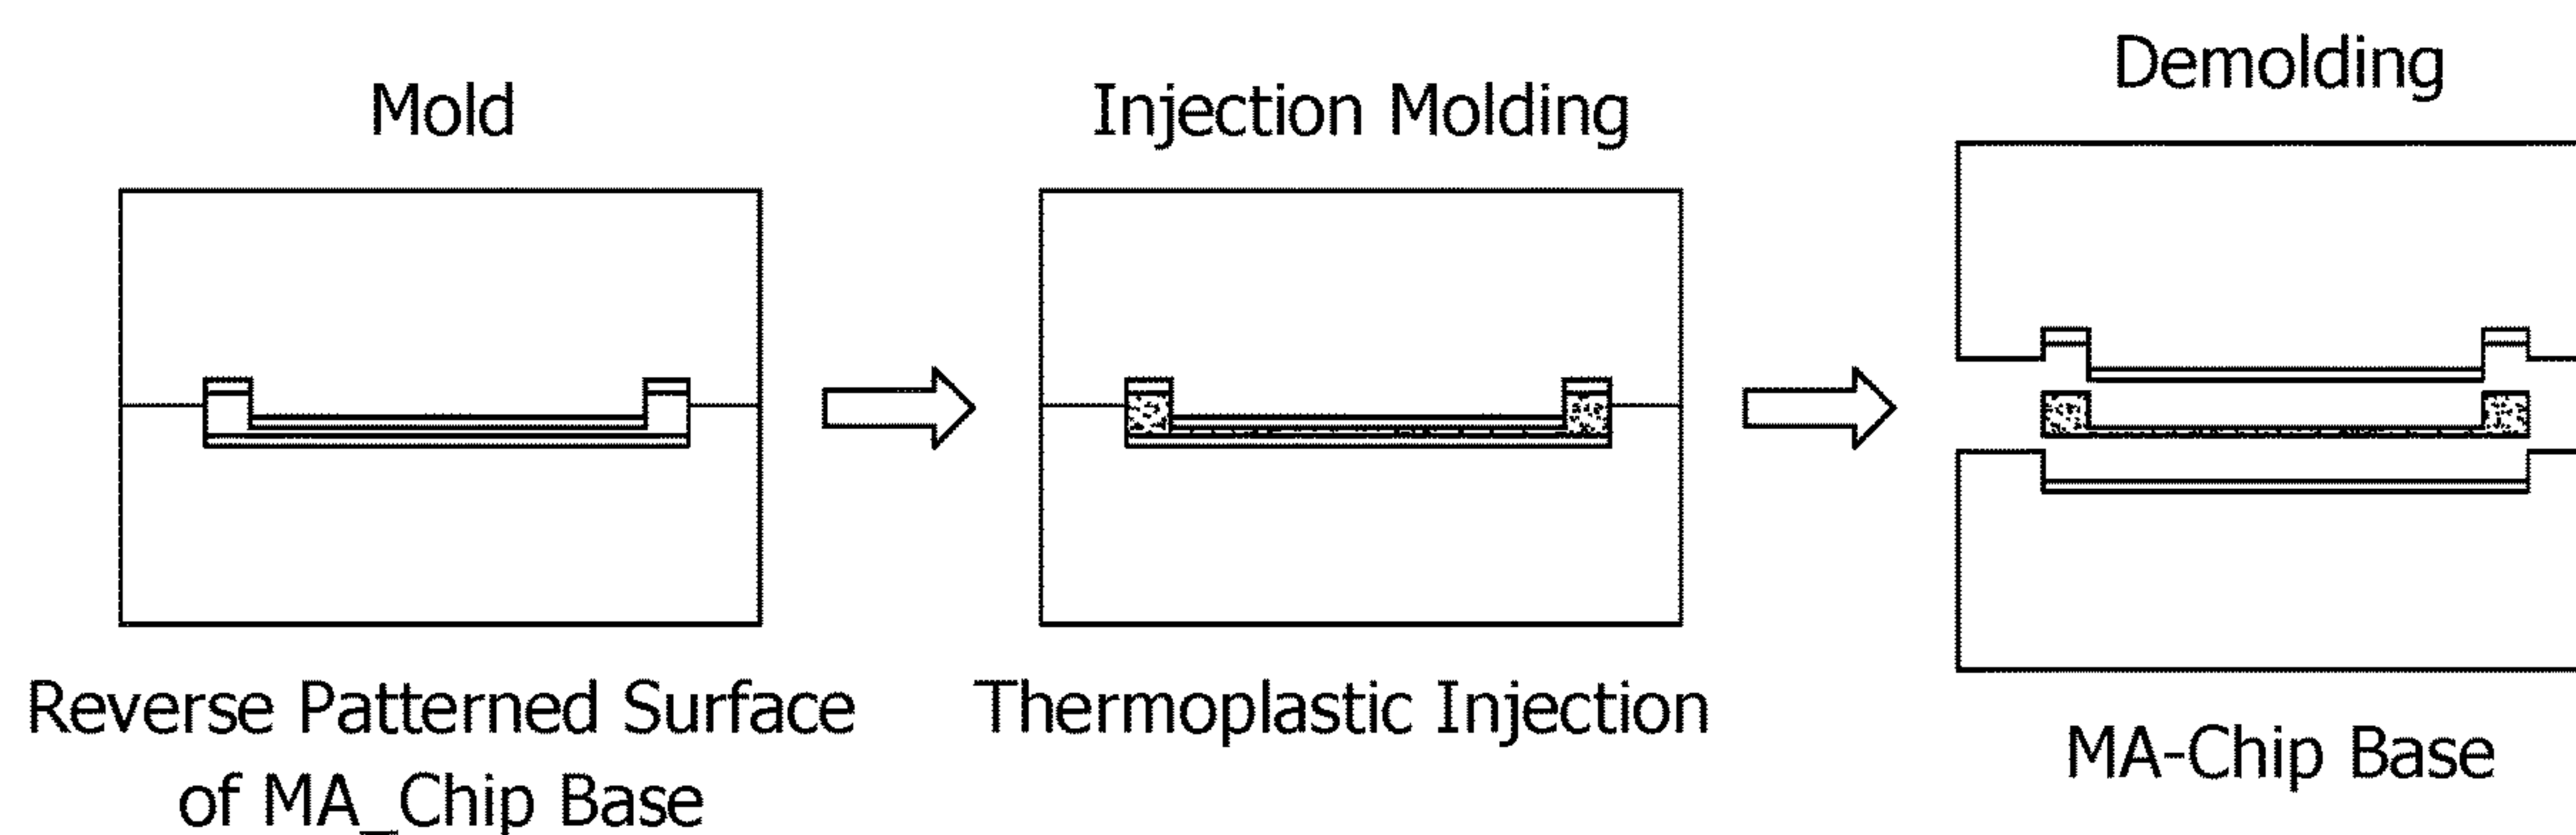 Mold
Reverse Patterned Surface
of MA_Chip Base
Injection Molding
Thermoplastic Injection
Demolding
MA-Chip Base